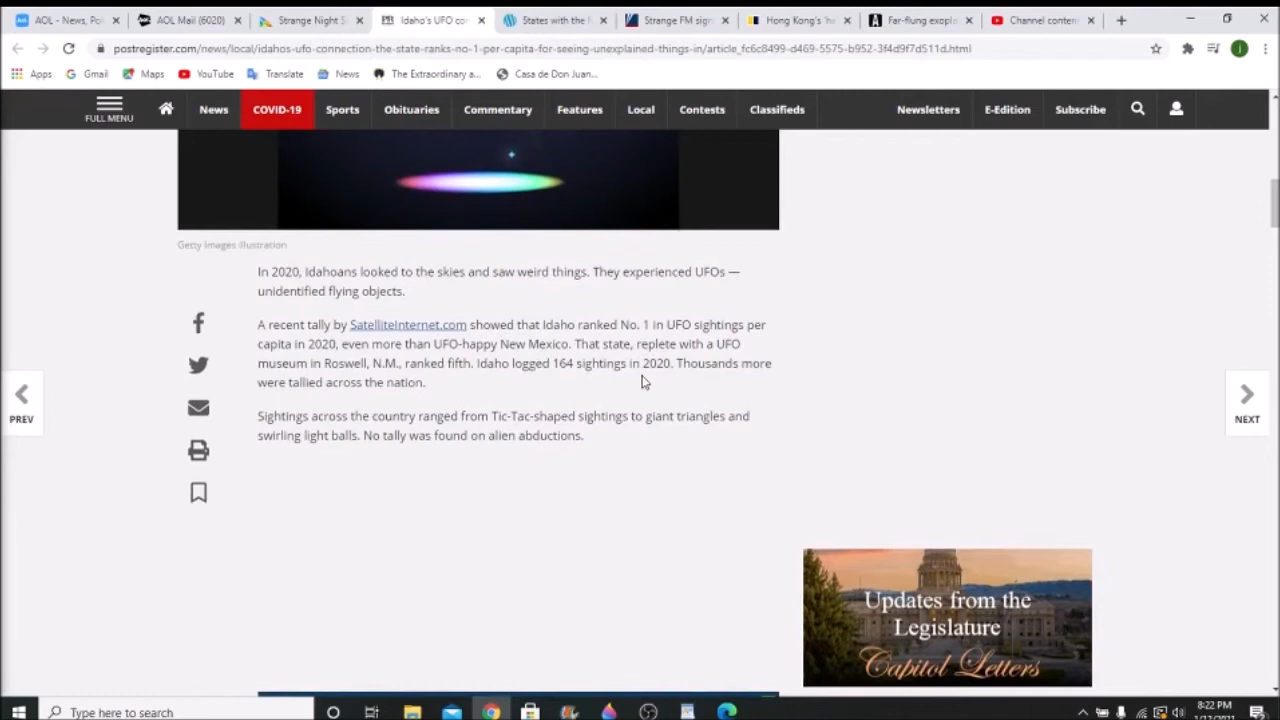 AOL - News, Pol
AOL Mail (6020)
Strange Night S
Idaho's UFO co
States with the
Strange FM sig
Hong Kong's 'h
Far-flung exopl
Channel conten
postregister.com/news/local/idahos-ufo-connection-the-state-ranks-no-1-per-capita-for-seeing-unexplained-things-in/article_fc6c8499-d469-5575-b952-3f4d9f7d511d.html
Apps Gmail Maps YouTube Translate News The Extraordinary a... Casa de Don Juan...
FULL MENU News COVID-19 Sports Obituaries Commentary Features Local Contests Classifieds Newsletters E-Edition Subscribe
Getty Images Illustration
In 2020, Idahoans looked to the skies and saw weird things. They experienced UFOs —
unidentified flying objects.
A recent tally by SatelliteInternet.com showed that Idaho ranked No. 1 in UFO sightings per
capita in 2020, even more than UFO-happy New Mexico. That state, replete with a UFO
museum in Roswell, N.M., ranked fifth. Idaho logged 164 sightings in 2020. Thousands more
were tallied across the nation.
Sightings across the country ranged from Tic-Tac-shaped sightings to giant triangles and
swirling light balls. No tally was found on alien abductions.
PREV
NEXT
Updates from the
Legislature
Capitol Letters
Type here to search
8:22 PM